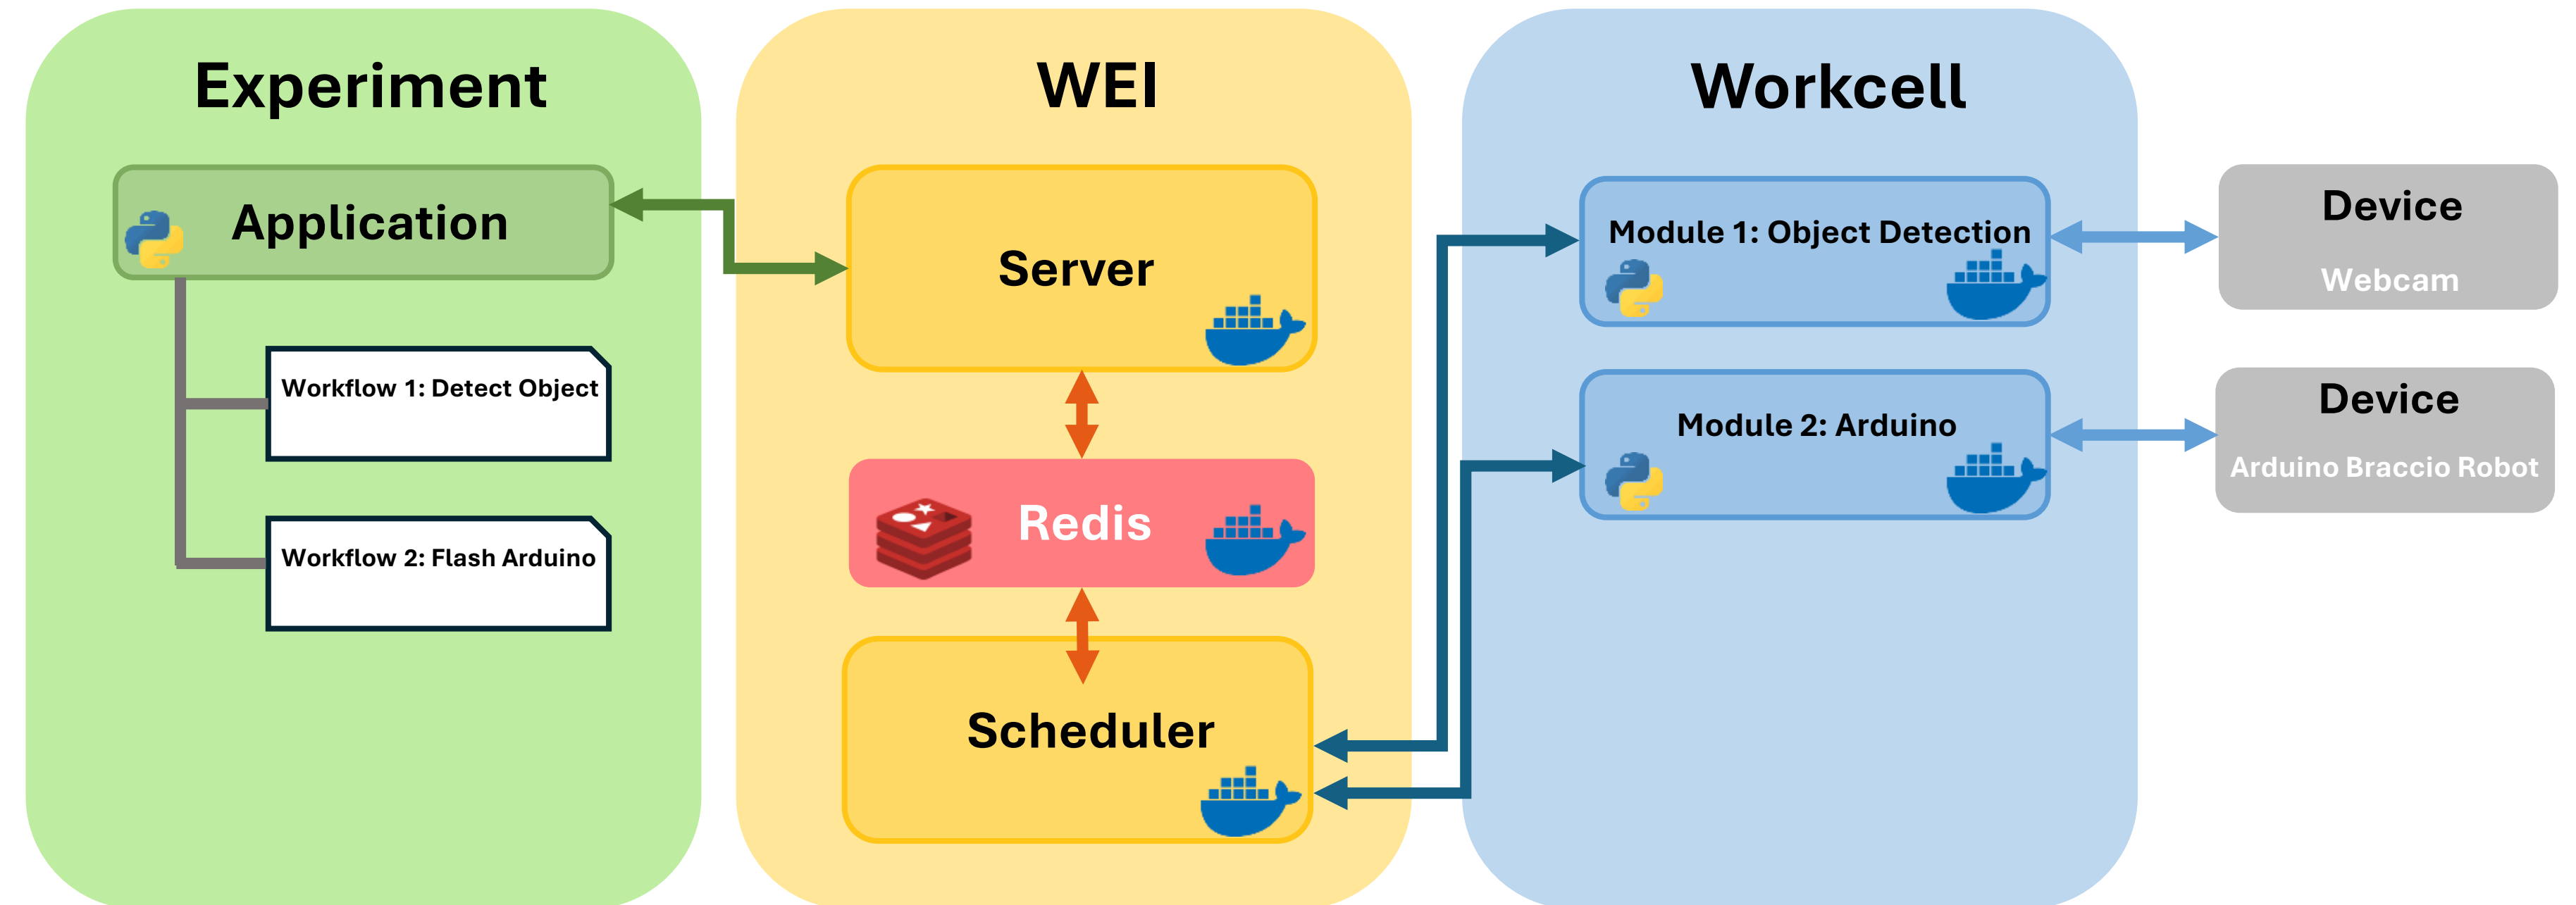 Experiment
Application
Workflow 1: Detect Object
Workflow 2: Flash Arduino
WEI
Server
Redis
Scheduler
Workcell
Module 1: Object Detection
Module 2: Arduino
Device
Webcam
Device
Arduino Braccio Robot